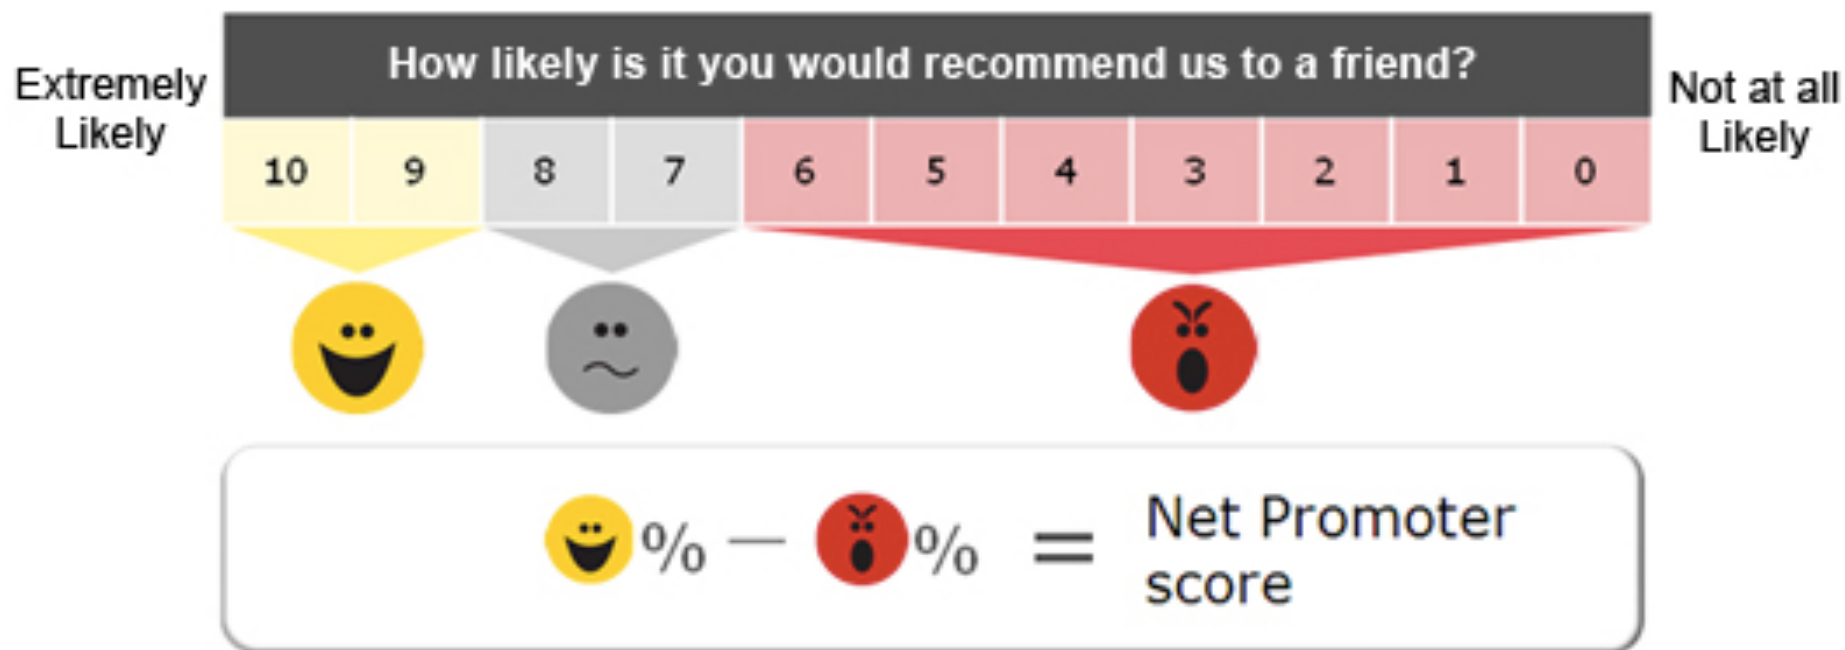 How likely is it you would recommend us to a friend?
Extremely
Likely
Not at all
Likely
10 9 8 7 6 5 4 3 2 1 0
% − % = Net Promoter
score